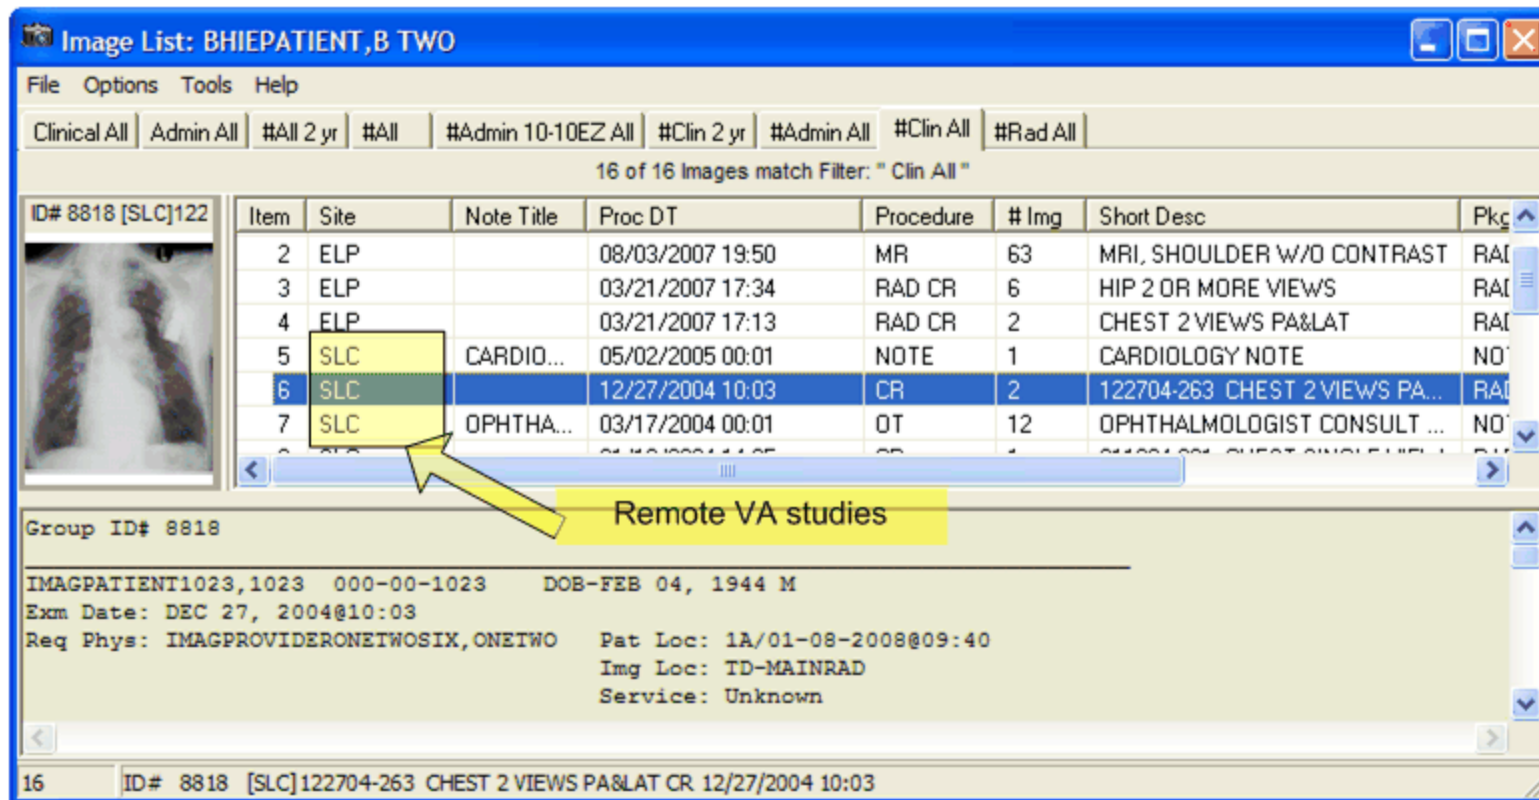 Image List: BHIEPATIENT,B TWO
File Options Tools Help
Clinical All Admin All #All 2 yr #All #Admin 10-10EZ All #Clin 2 yr #Admin All #Clin All #Rad All
16 of 16 Images match Filter: " Clin All "
ID# 8818 [SLC]122
Item Site Note Title Proc DT Procedure # Img Short Desc Pkg
2 ELP 08/03/2007 19:50 MR 63 MRI, SHOULDER W/O CONTRAST RAD
3 ELP 03/21/2007 17:34 RAD CR 6 HIP 2 OR MORE VIEWS RAD
4 ELP 03/21/2007 17:13 RAD CR 2 CHEST 2 VIEWS PA&LAT RAD
5 SLC CARDIO... 05/02/2005 00:01 NOTE 1 CARDIOLOGY NOTE NO
6 SLC 12/27/2004 10:03 CR 2 122704-263 CHEST 2 VIEWS PA... RAD
7 SLC OPHTHA... 03/17/2004 00:01 OT 12 OPHTHALMOLOGIST CONSULT ... NO
Remote VA studies
Group ID# 8818
IMAGPATIENT1023,1023 000-00-1023 DOB-FEB 04, 1944 M
Exm Date: DEC 27, 2004@10:03
Req Phys: IMAGPROVIDERONETWOSIX,ONETWO Pat Loc: 1A/01-08-2008@09:40
Img Loc: TD-MAINRAD
Service: Unknown
16 ID# 8818 [SLC]122704-263 CHEST 2 VIEWS PA&LAT CR 12/27/2004 10:03